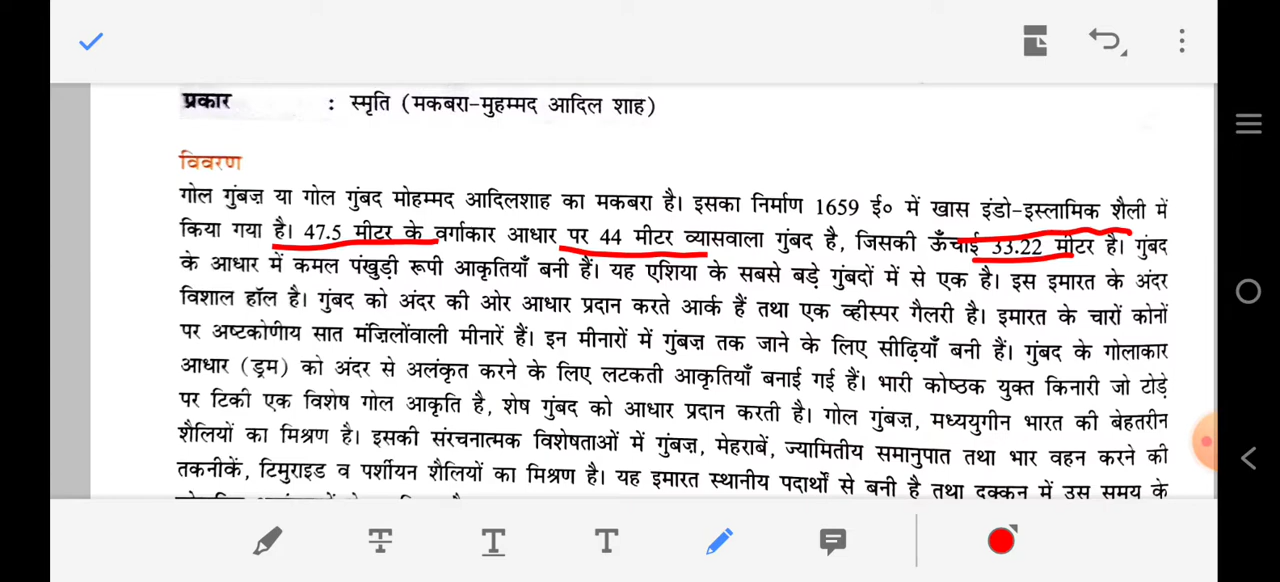 प्रकार : स्मृति (मकबरा-मुहम्मद आदिल शाह)
विवरण
गोल गुंबज़ या गोल गुंबद मोहम्मद आदिलशाह का मकबरा है। इसका निर्माण 1659 ई० में खास इंडो-इस्लामिक शैली में
किया गया है। 47.5 मीटर के वर्गाकार आधार पर 44 मीटर व्यासवाला गुंबद है, जिसकी ऊँचाई 33.22 मीटर है। गुंबद
के आधार में कमल पंखुड़ी रूपी आकृतियाँ बनी हैं। यह एशिया के सबसे बड़े गुंबदों में से एक है। इस इमारत के अंदर
विशाल हॉल है। गुंबद को अंदर की ओर आधार प्रदान करते आर्क हैं तथा एक व्हीस्पर गैलरी है। इमारत के चारों कोनों
पर अष्टकोणीय सात मंज़िलोंवाली मीनारें हैं। इन मीनारों में गुंबज़ तक जाने के लिए सीढ़ियाँ बनी हैं। गुंबद के गोलाकार
आधार (ड्रम) को अंदर से अलंकृत करने के लिए लटकती आकृतियाँ बनाई गई हैं। भारी कोष्ठक युक्त किनारी जो टोड़े
पर टिकी एक विशेष गोल आकृति है, शेष गुंबद को आधार प्रदान करती है। गोल गुंबज़, मध्ययुगीन भारत की बेहतरीन
शैलियों का मिश्रण है। इसकी संरचनात्मक विशेषताओं में गुंबज़, मेहराबें, ज्यामितीय समानुपात तथा भार वहन करने की
तकनीकें, टिमुराइड व पर्शीयन शैलियों का मिश्रण है। यह इमारत स्थानीय पदार्थों से बनी है तथा दक्कन में उस समय के